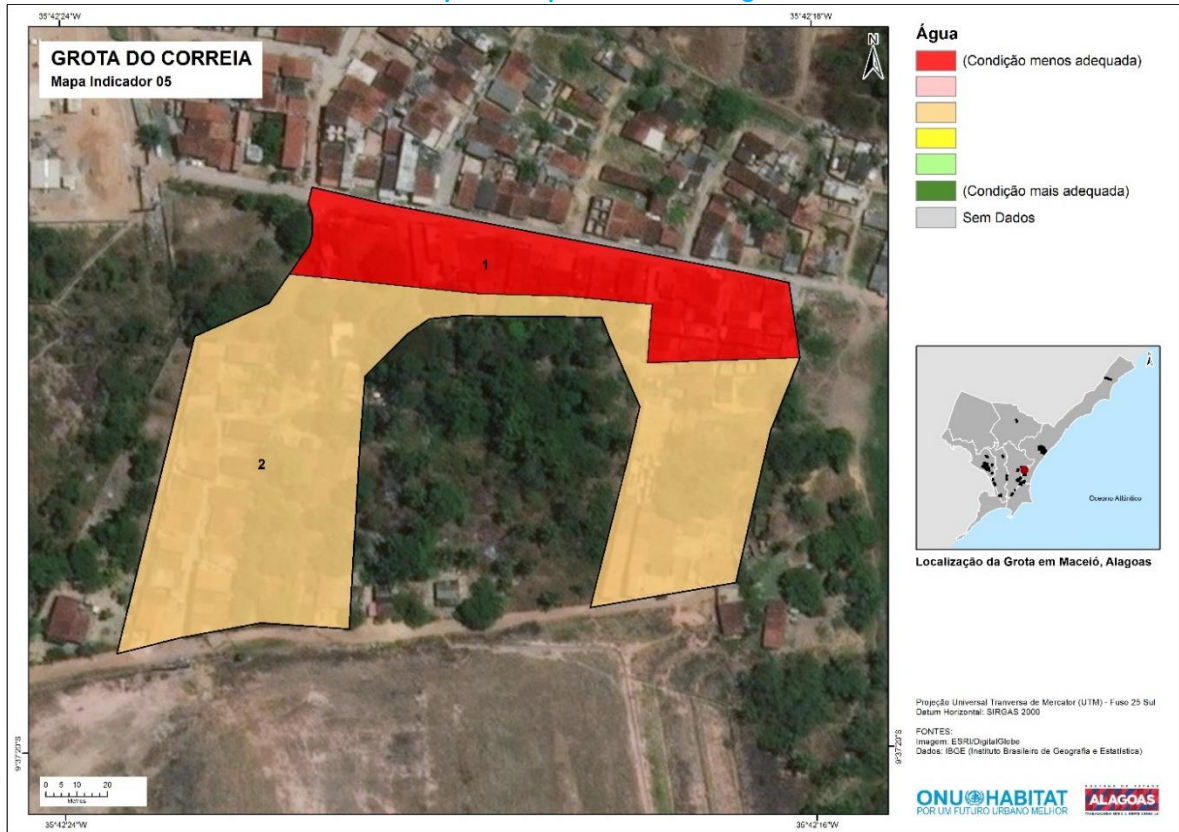 35°42'24"W
35°42'18"W
GROTA DO CORREIA
Mapa Indicador 05
N
Água
(Condição menos adequada)
(Condição mais adequada)
Sem Dados
1
2
Oceano Atlântico
Localização da Grota em Maceió, Alagoas
Projeção Universal Tranversa de Mercator (UTM) - Fuso 25 Sul
Datum Horizontal: SIRGAS 2000
FONTES:
Imagem: ESRI/DigitalGlobe
Dados: IBGE (Instituto Brasileiro de Geografia e Estatística)
9°37'20"S
9°37'20"S
0 5 10 20
Metros
ONU HABITAT
POR UM FUTURO URBANO MELHOR
ALAGOAS
35°42'24"W
35°42'16"W